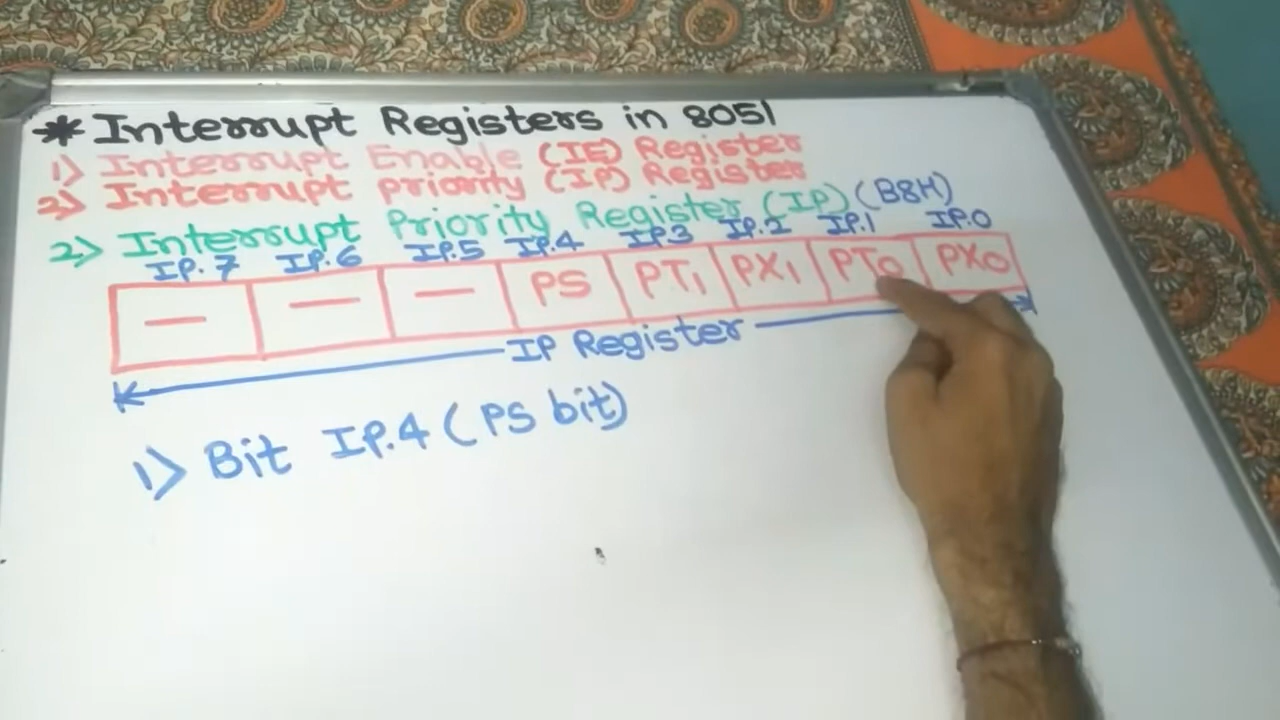 * Interrupt Registers in 8051
1) Interrupt Enable (IE) Register
2) Interrupt priority (IP) Register
2) Interrupt Priority Register (IP) (B8H)
IP.7 IP.6 IP.5 IP.4 IP.3 IP.2 IP.1 IP.0
— — — PS PT1 PX1 PT0 PX0
IP Register
1) Bit IP.4 (PS bit)